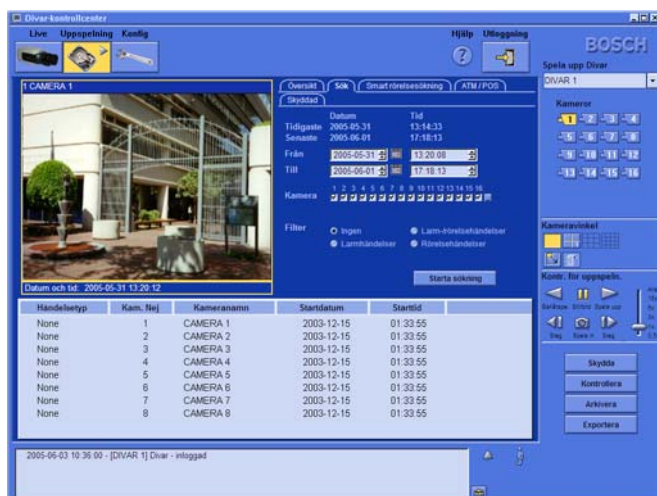 Divar-kontrollcenter
Live Uppspelning Konfig
Hjälp Utloggning
BOSCH
Spela upp Divar
DIVAR 1
Kameror
1 2 3 4
5 6 7 8
9 10 11 12
13 14 15 16
1 CAMERA 1
Datum och tid: 2005-05-31 13:20:12
Översikt Sök Smart rörelsesökning ATM / POS
Skyddad
Datum Tid
Tidigaste 2005-05-31 13:14:33
Senaste 2005-06-01 17:18:13
Från 2005-05-31 13:20:08
Till 2005-06-01 17:18:13
1 2 3 4 5 6 7 8 9 10 11 12 13 14 15 16
Kamera
Filter
Ingen Larm-/rörelsehändelser
Larmhändelser Rörelsehändelser
Starta sökning
Kameravinkel
Kontr. för uppspeln.
Spela upp
Steg Steg
Händelsetyp Kam. Nej Kameranamn Startdatum Starttid
None 1 CAMERA 1 2003-12-15 01:33:55
None 2 CAMERA 2 2003-12-15 01:33:55
None 3 CAMERA 3 2003-12-15 01:33:55
None 4 CAMERA 4 2003-12-15 01:33:55
None 5 CAMERA 5 2003-12-15 01:33:55
None 6 CAMERA 6 2003-12-15 01:33:55
None 7 CAMERA 7 2003-12-15 01:33:55
None 8 CAMERA 8 2003-12-15 01:33:55
Skydda
Kontrollera
Arkivera
Exportera
2005-06-03 10:36:00 - [DIVAR 1] Divar - inloggad